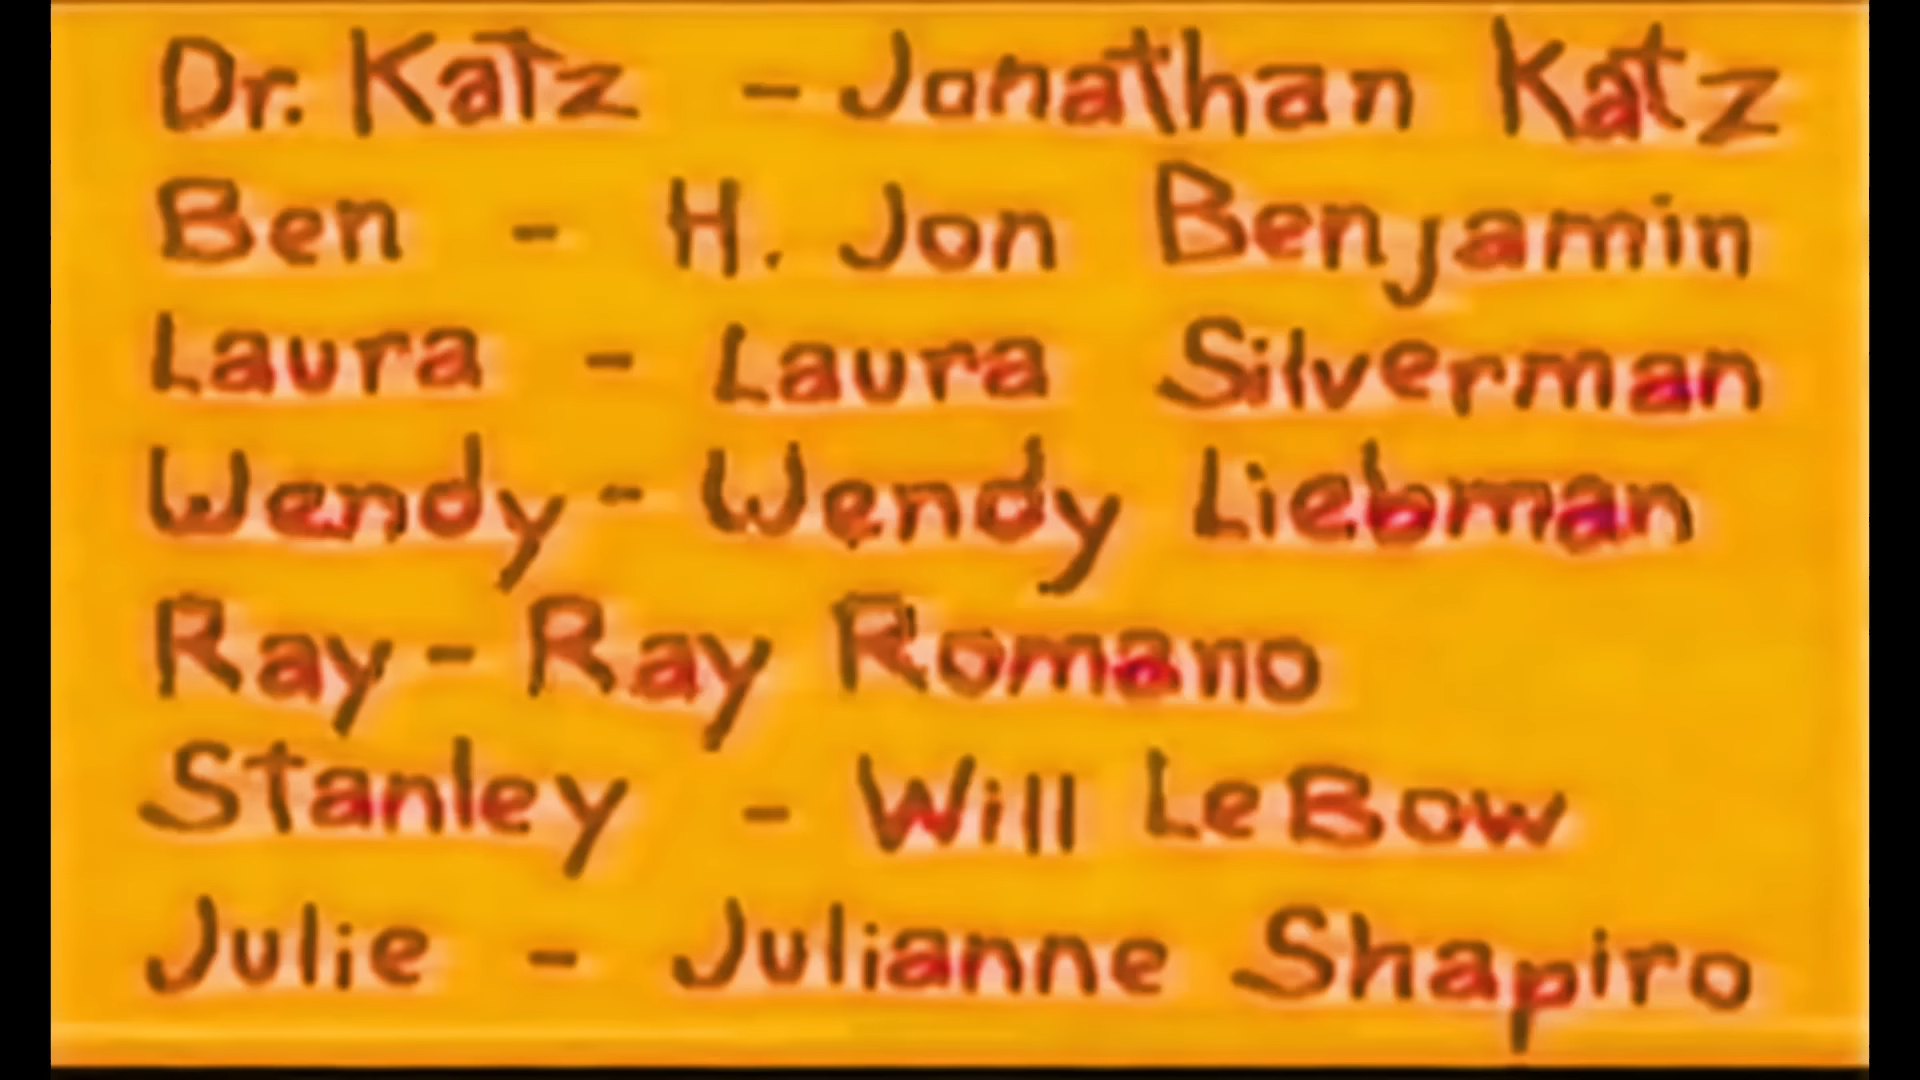 Dr. Katz - Jonathan Katz
Ben - H. Jon Benjamin
Laura - Laura Silverman
Wendy - Wendy Liebman
Ray - Ray Romano
Stanley - Will LeBow
Julie - Julianne Shapiro